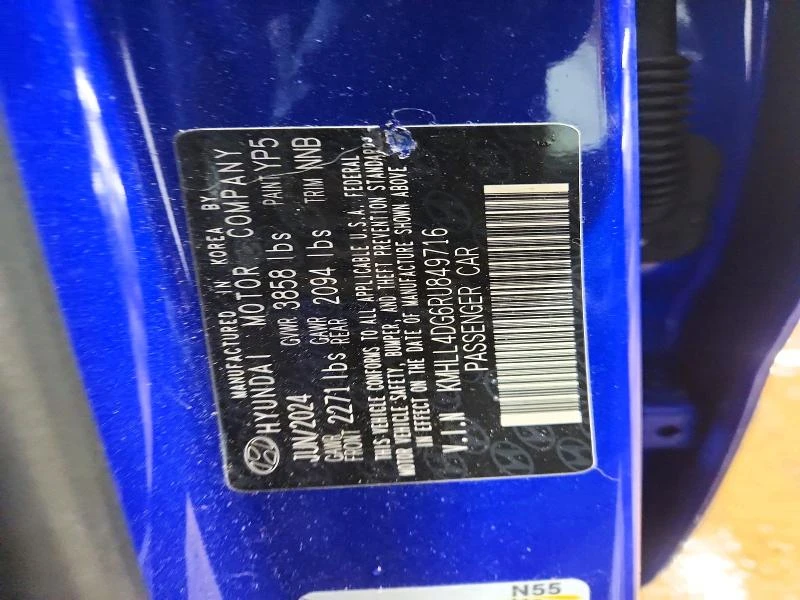 MANUFACTURED IN KOREA BY
HYUNDAI MOTOR COMPANY
JUN/2024 GVWR 3858 lbs PAINT YP5
GAWR FRONT 2271 lbs GAWR REAR 2094 lbs TRIM NNB
THIS VEHICLE CONFORMS TO ALL APPLICABLE U.S.A. FEDERAL
MOTOR VEHICLE SAFETY, BUMPER, AND THEFT PREVENTION STANDARDS
IN EFFECT ON THE DATE OF MANUFACTURE SHOWN ABOVE
V.I.N KMHLL4DG6RU849716
PASSENGER CAR
N55